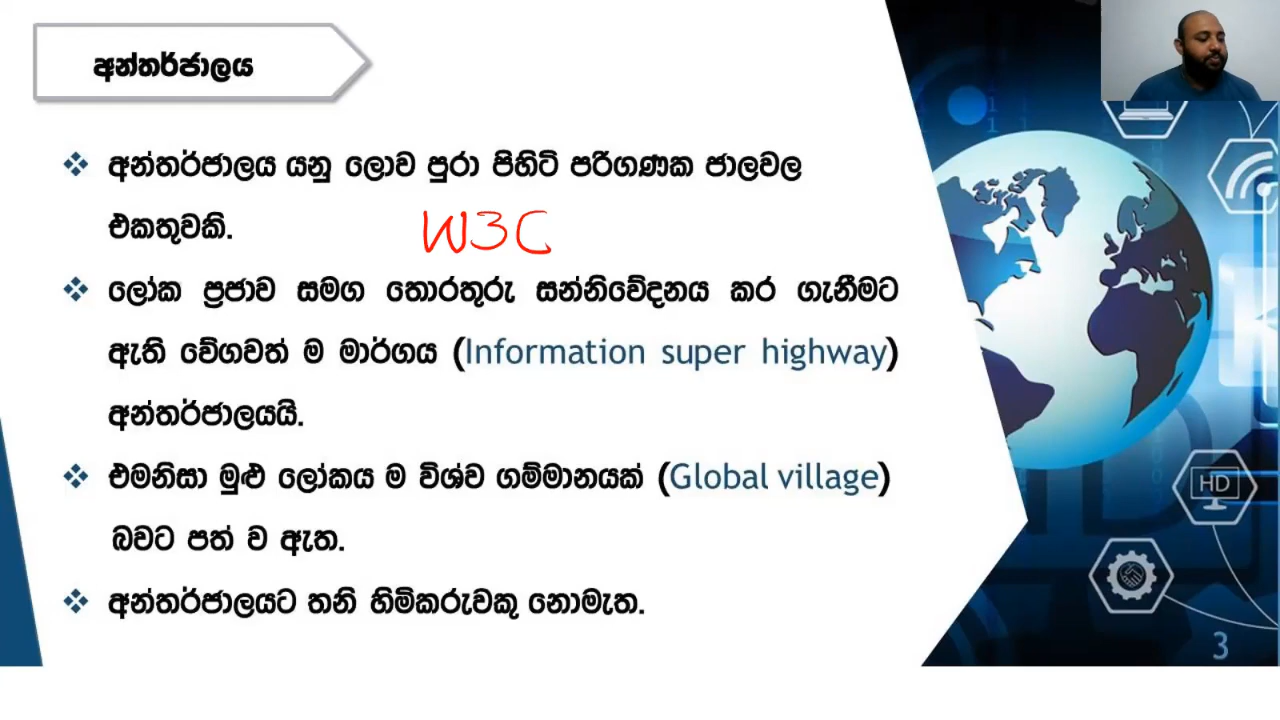 අන්තර්ජාලය
අන්තර්ජාලය යනු ලොව පුරා පිහිටි පරිගණක ජාලවල
එකතුවකි.
W3C
ලෝක ප්‍රජාව සමග තොරතුරු සන්නිවේදනය කර ගැනීමට
ඇති වේගවත් ම මාර්ගය (Information super highway)
අන්තර්ජාලයයි.
එමනිසා මුළු ලෝකය ම විශ්ව ගම්මානයක් (Global village)
බවට පත් ව ඇත.
අන්තර්ජාලයට තනි හිමිකරුවකු නොමැත.
HD
3